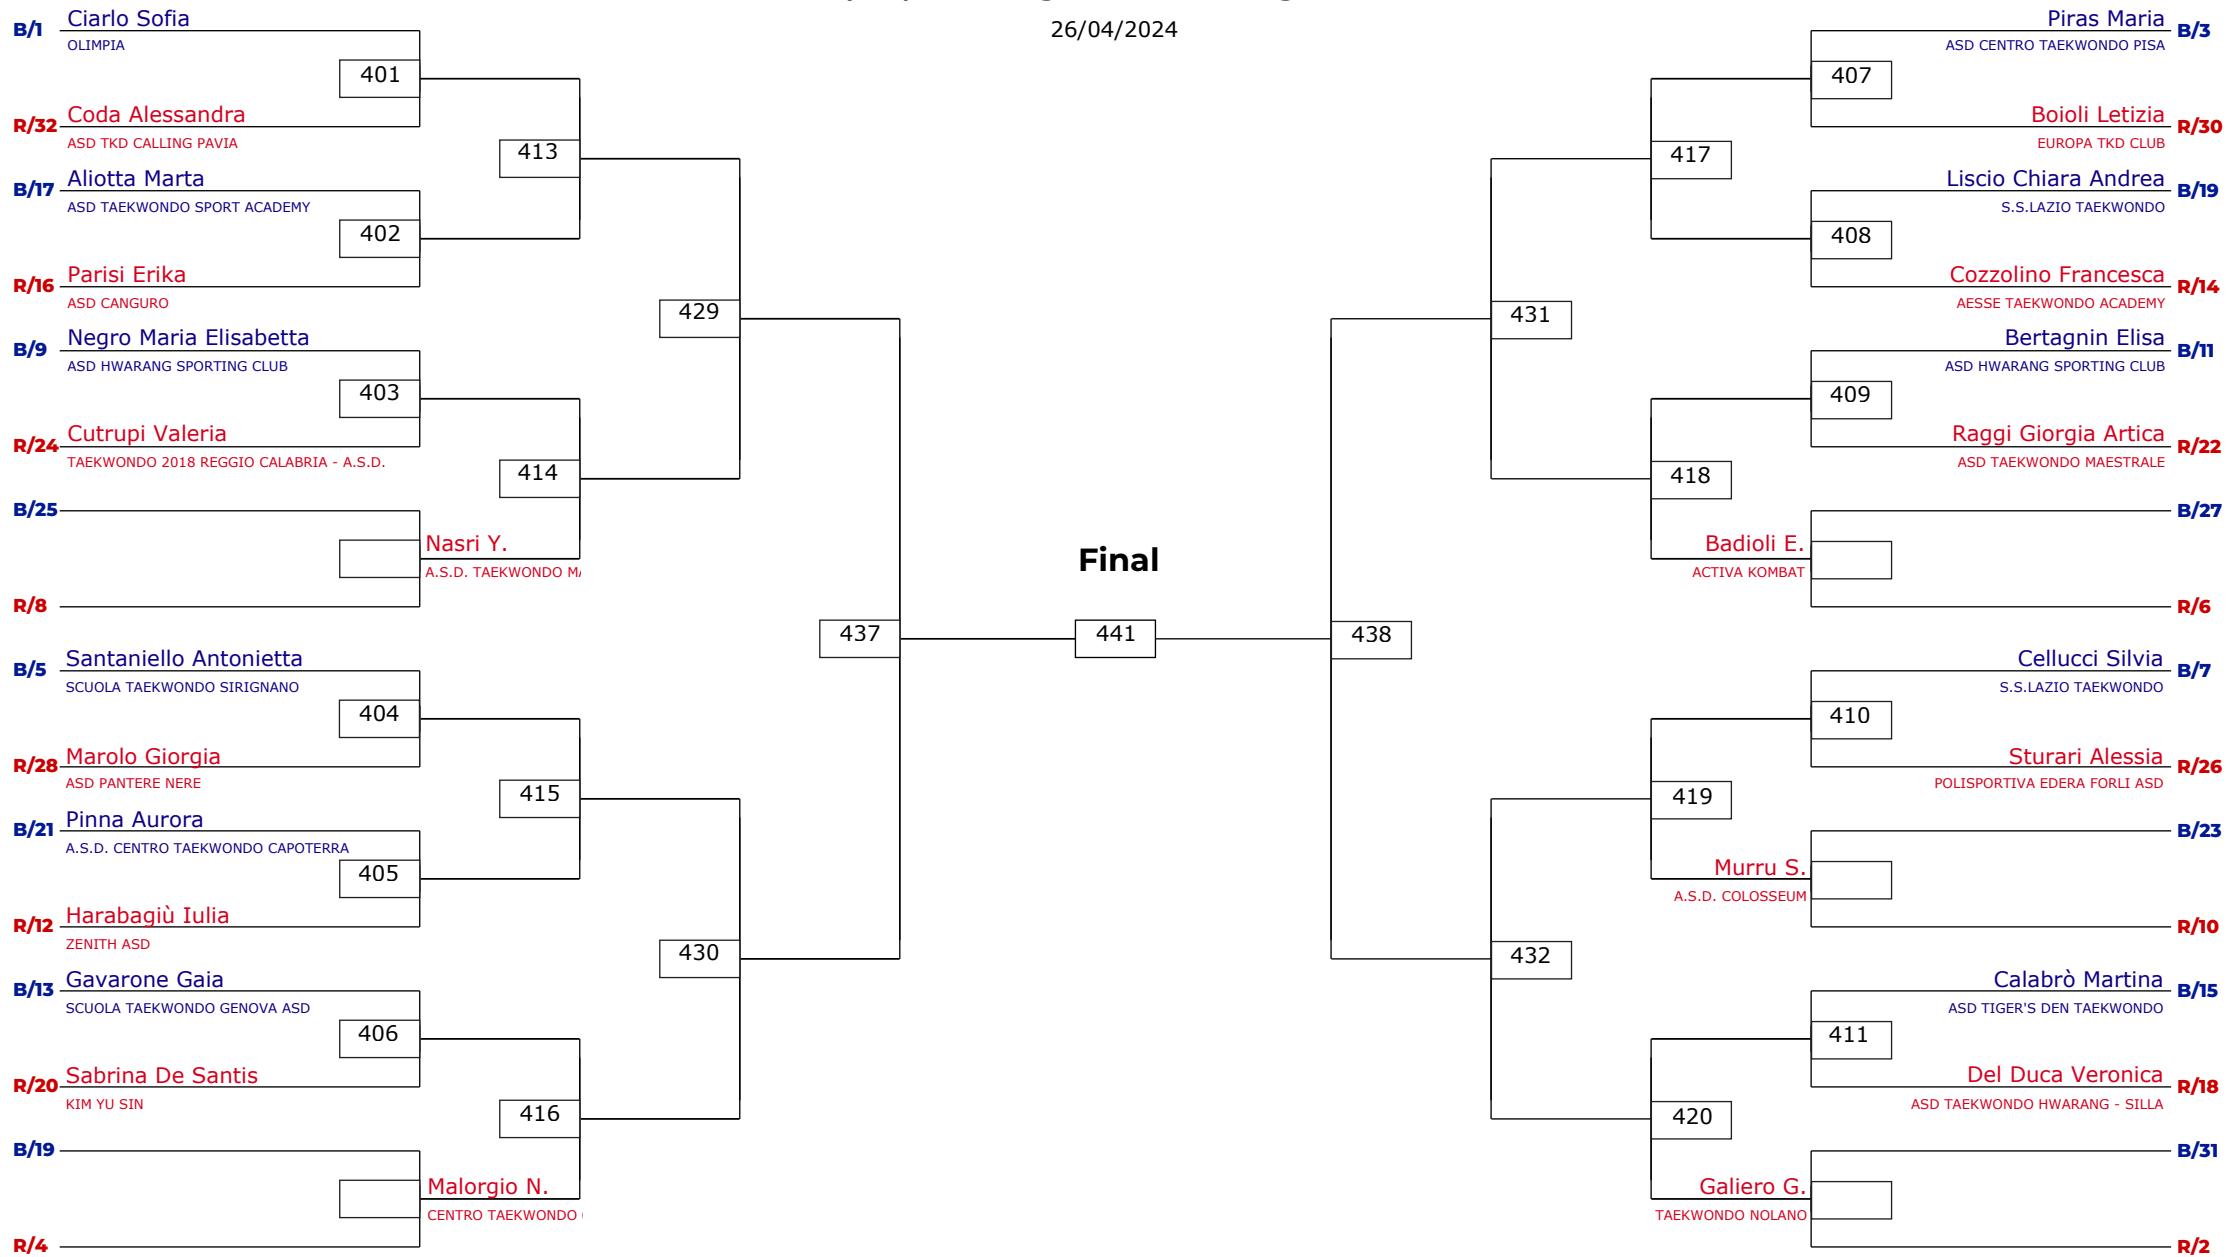 26/04/2024
B/1 Ciarlo Sofia
OLIMPIA
401
R/32 Coda Alessandra
ASD TKD CALLING PAVIA
413
B/17 Aliotta Marta
ASD TAEKWONDO SPORT ACADEMY
402
R/16 Parisi Erika
ASD CANGURO
429
B/9 Negro Maria Elisabetta
ASD HWARANG SPORTING CLUB
403
R/24 Cutrupi Valeria
TAEKWONDO 2018 REGGIO CALABRIA - A.S.D.
414
B/25
Nasri Y.
A.S.D. TAEKWONDO
R/8
437
B/5 Santaniello Antonietta
SCUOLA TAEKWONDO SIRIGNANO
404
R/28 Marolo Giorgia
ASD PANTERE NERE
415
B/21 Pinna Aurora
A.S.D. CENTRO TAEKWONDO CAPOTERRA
405
R/12 Harabagiù Iulia
ZENITH ASD
430
B/13 Gavarone Gaia
SCUOLA TAEKWONDO GENOVA ASD
406
R/20 Sabrina De Santis
KIM YU SIN
416
B/19
Malorgio N.
CENTRO TAEKWONDO
R/4
Final
441
Piras Maria B/3
ASD CENTRO TAEKWONDO PISA
407
Boioli Letizia R/30
EUROPA TKD CLUB
417
Liscio Chiara Andrea B/19
S.S.LAZIO TAEKWONDO
408
Cozzolino Francesca R/14
AESSE TAEKWONDO ACADEMY
431
Bertagnin Elisa B/11
ASD HWARANG SPORTING CLUB
409
Raggi Giorgia Artica R/22
ASD TAEKWONDO MAESTRALE
418
B/27
Badioli E.
ACTIVA KOMBAT
R/6
438
Cellucci Silvia B/7
S.S.LAZIO TAEKWONDO
410
Sturari Alessia R/26
POLISPORTIVA EDERA FORLI ASD
419
B/23
Murru S.
A.S.D. COLOSSEUM
R/10
432
Calabrò Martina B/15
ASD TIGER'S DEN TAEKWONDO
411
Del Duca Veronica R/18
ASD TAEKWONDO HWARANG - SILLA
420
B/31
Galiero G.
TAEKWONDO NOLANO
R/2